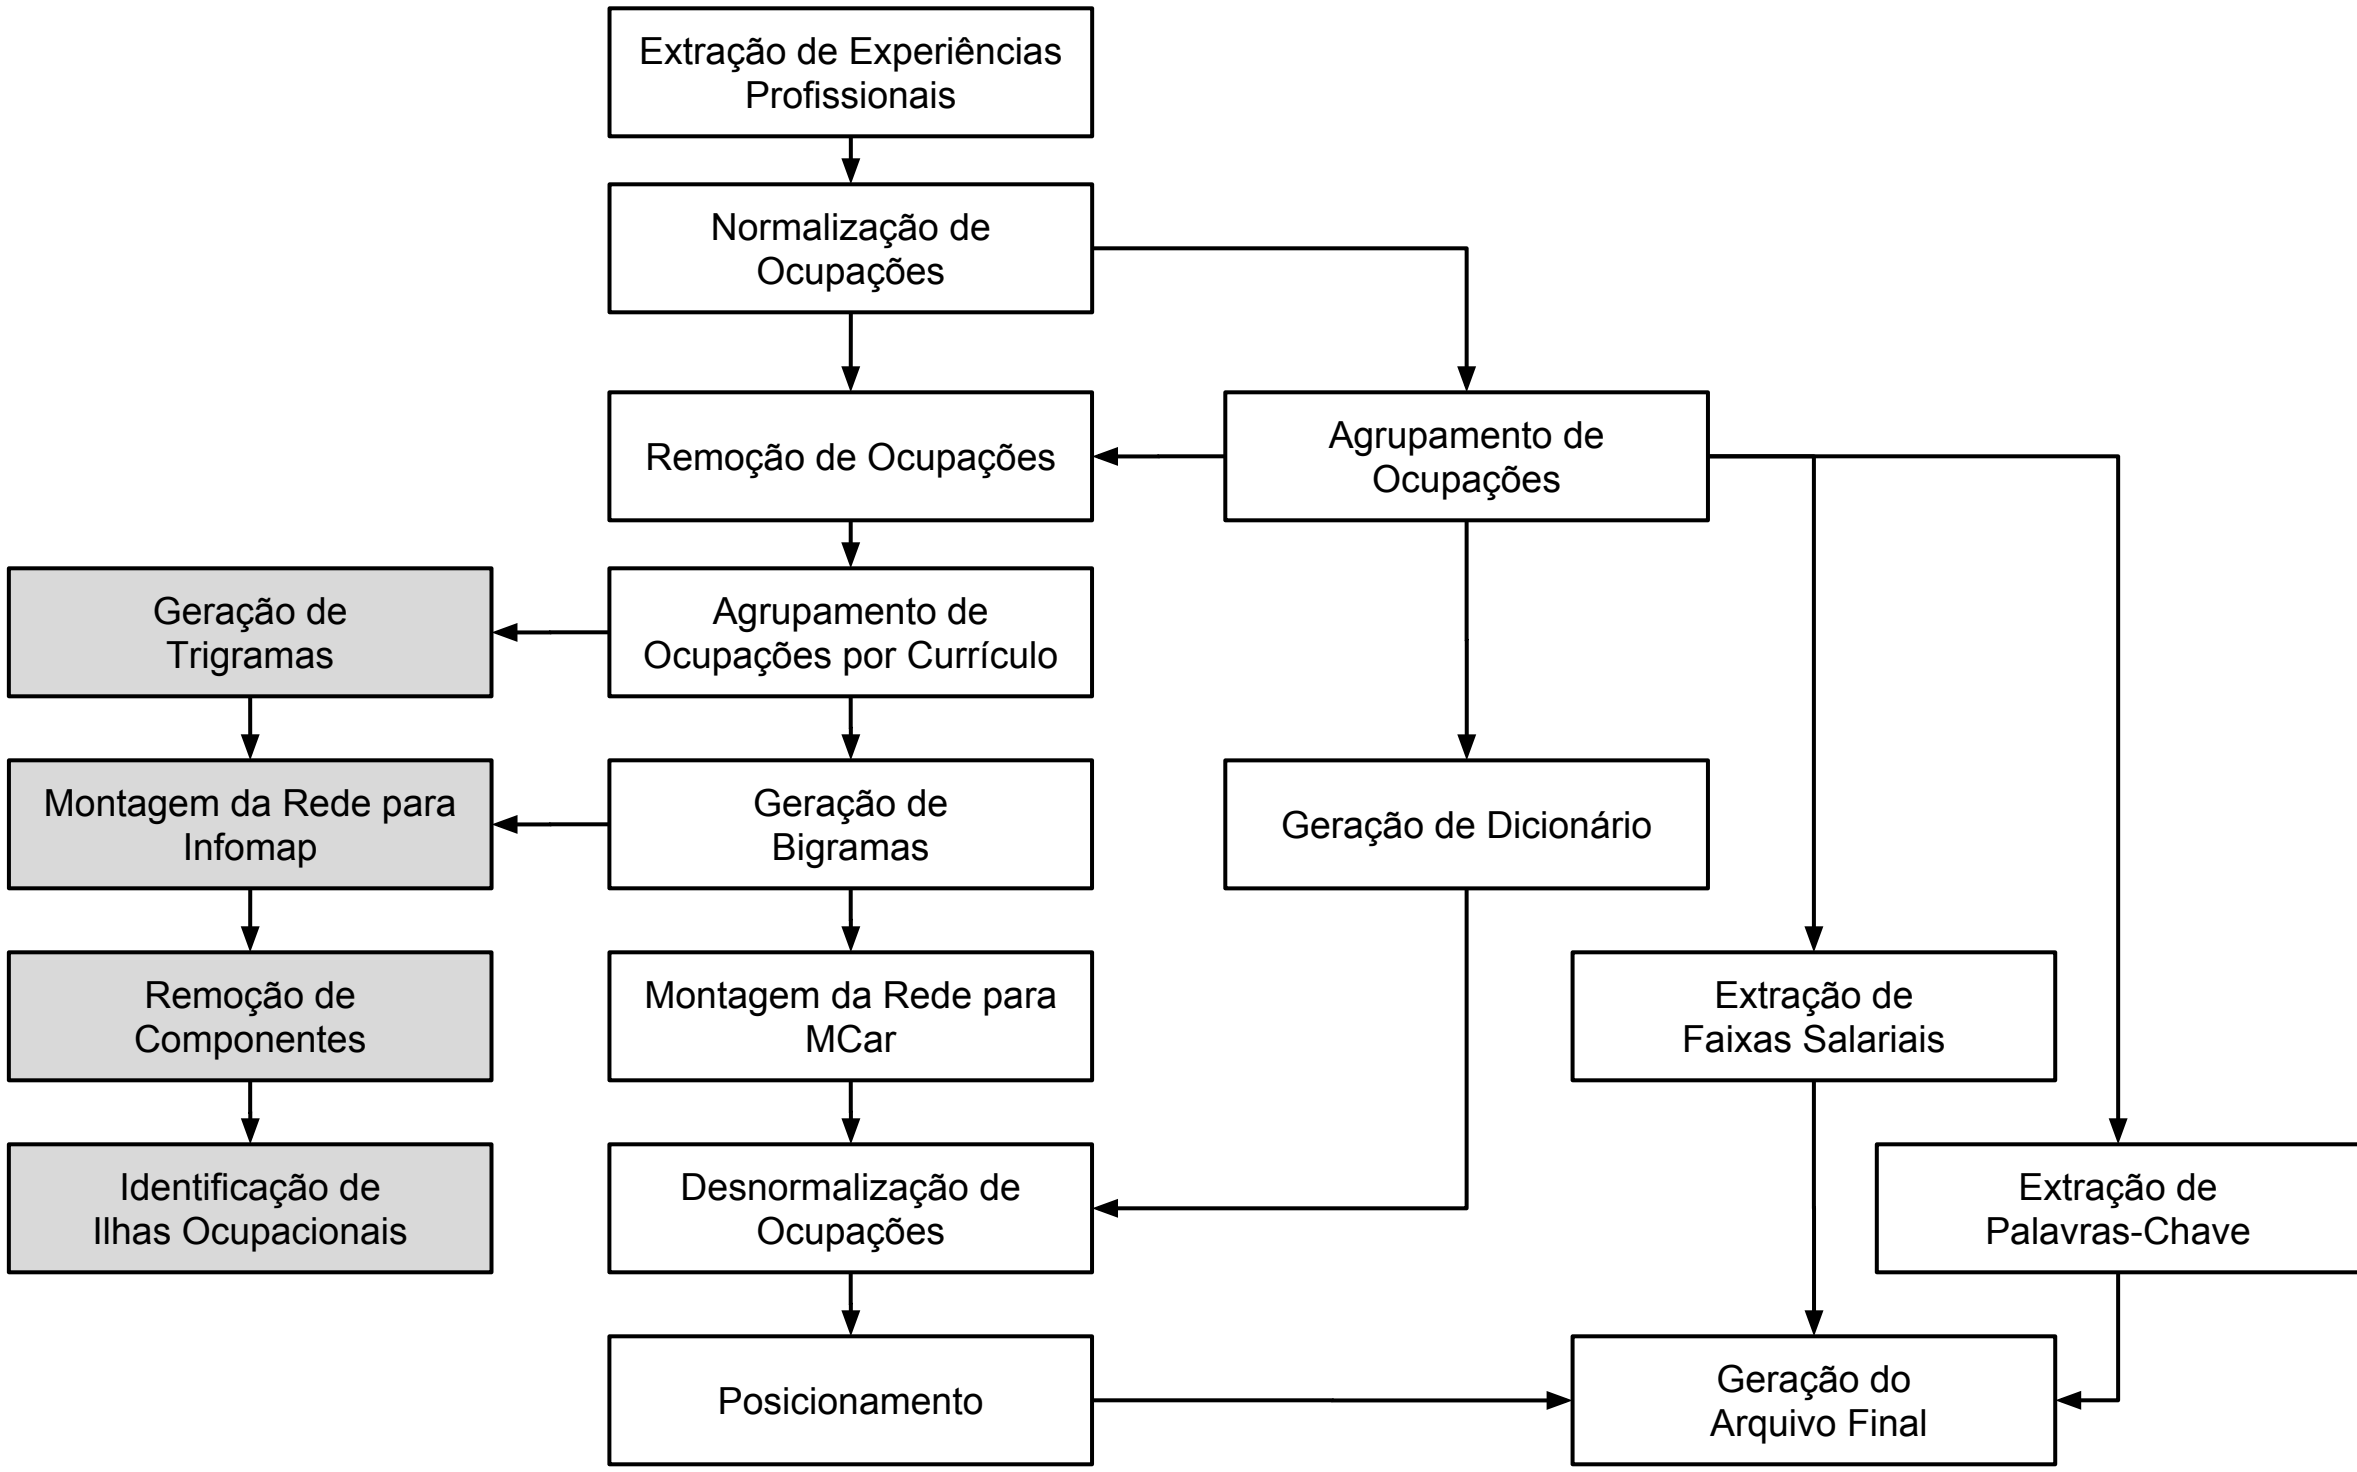 Extração de Experiências
Profissionais
Normalização de
Ocupações
Remoção de Ocupações
Agrupamento de
Ocupações
Geração de
Trigramas
Agrupamento de
Ocupações por Currículo
Montagem da Rede para
Infomap
Geração de
Bigramas
Geração de Dicionário
Remoção de
Componentes
Montagem da Rede para
MCar
Extração de
Faixas Salariais
Identificação de
Ilhas Ocupacionais
Desnormalização de
Ocupações
Extração de
Palavras-Chave
Posicionamento
Geração do
Arquivo Final